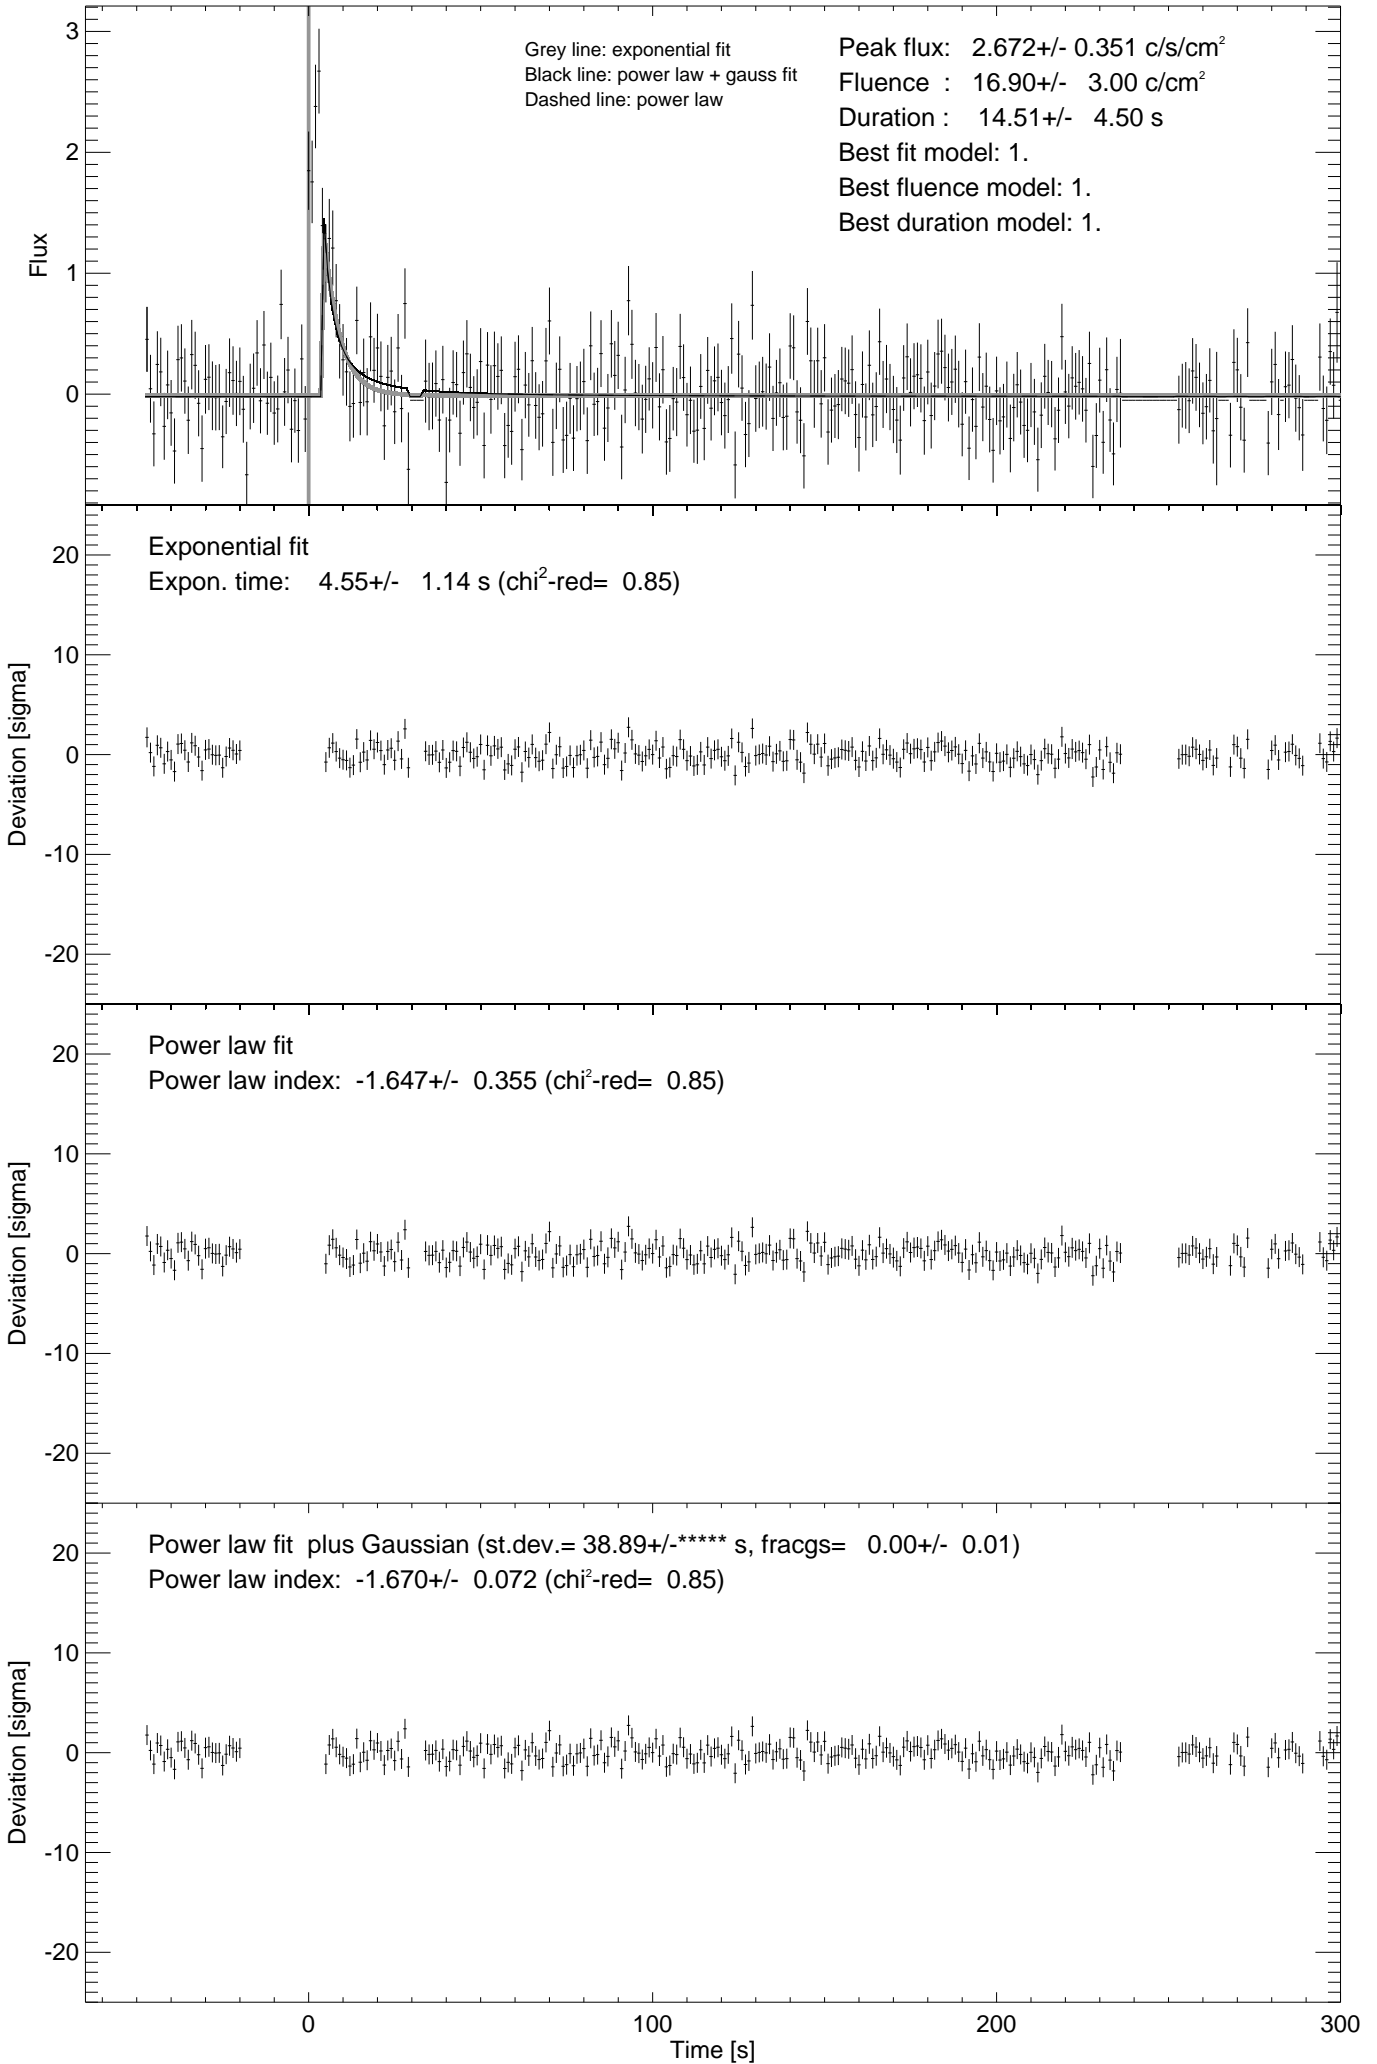 3
2
1
0
Flux
Grey line: exponential fit
Black line: power law + gauss fit
Dashed line: power law
Peak flux: 2.672+/- 0.351 c/s/cm²
Fluence : 16.90+/- 3.00 c/cm²
Duration : 14.51+/- 4.50 s
Best fit model: 1.
Best fluence model: 1.
Best duration model: 1.
20
10
0
-10
-20
Deviation [sigma]
Exponential fit
Expon. time: 4.55+/- 1.14 s (chi²-red= 0.85)
20
10
0
-10
-20
Deviation [sigma]
Power law fit
Power law index: -1.647+/- 0.355 (chi²-red= 0.85)
20
10
0
-10
-20
Deviation [sigma]
Power law fit plus Gaussian (st.dev.= 38.89+/-***** s, fracgs= 0.00+/- 0.01)
Power law index: -1.670+/- 0.072 (chi²-red= 0.85)
0 100 200 300
Time [s]